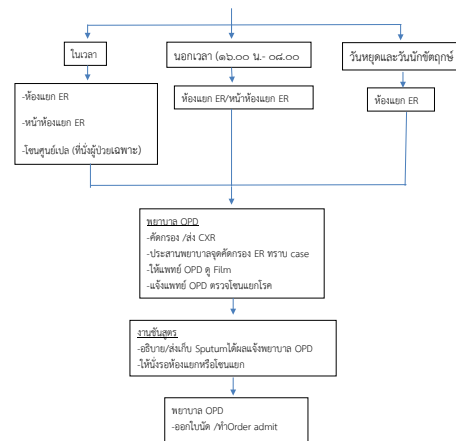 ในเวลา
นอกเวลา (๑๖.๐๐ น.- ๐๘.๐๐
วันหยุดและวันนักขัตฤกษ์
-ห้องแยก ER
-หน้าห้องแยก ER
-โซนศูนย์เปล (ที่นั่งผู้ป่วยเฉพาะ)
ห้องแยก ER/หน้าห้องแยก ER
ห้องแยก ER
พยาบาล OPD
-คัดกรอง /ส่ง CXR
-ประสานพยาบาลจุดคัดกรอง ER ทราบ case
-ให้แพทย์ OPD ดู Film
-แจ้งแพทย์ OPD ตรวจโซนแยกโรค
งานชันสูตร
-อธิบาย/ส่งเก็บ Sputumได้ผลแจ้งพยาบาล OPD
-ให้นั่งรอห้องแยกหรือโซนแยก
พยาบาล OPD
-ออกใบนัด /ทำOrder admit